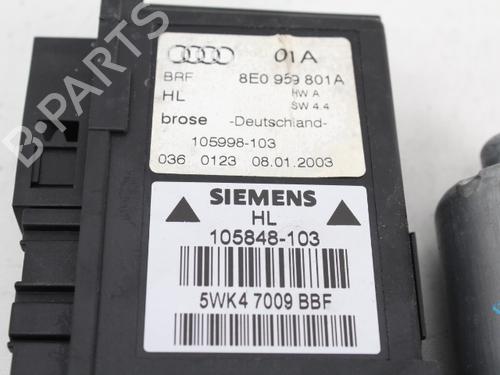 01A
BRF 8E0 959 801A
HL HW A
SW 4.4
brose -Deutschland-
105998-103
036 0123 08.01.2003
SIEMENS
HL
105848-103
5WK4 7009 BBF